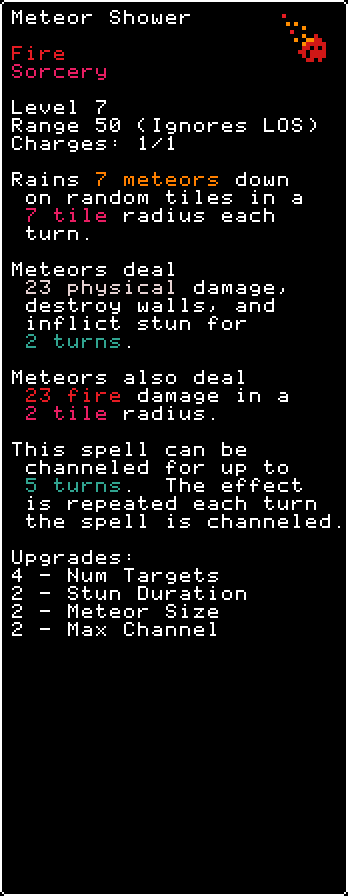 Meteor Shower
Fire
Sorcery
Level 7
Range 50 (Ignores LOS)
Charges: 1/1
Rains 7 meteors down
on random tiles in a
7 tile radius each
turn.
Meteors deal
23 physical damage,
destroy walls, and
inflict stun for
2 turns.
Meteors also deal
23 fire damage in a
2 tile radius.
This spell can be
channeled for up to
5 turns.  The effect
is repeated each turn
the spell is channeled.
Upgrades:
4 - Num Targets
2 - Stun Duration
2 - Meteor Size
2 - Max Channel